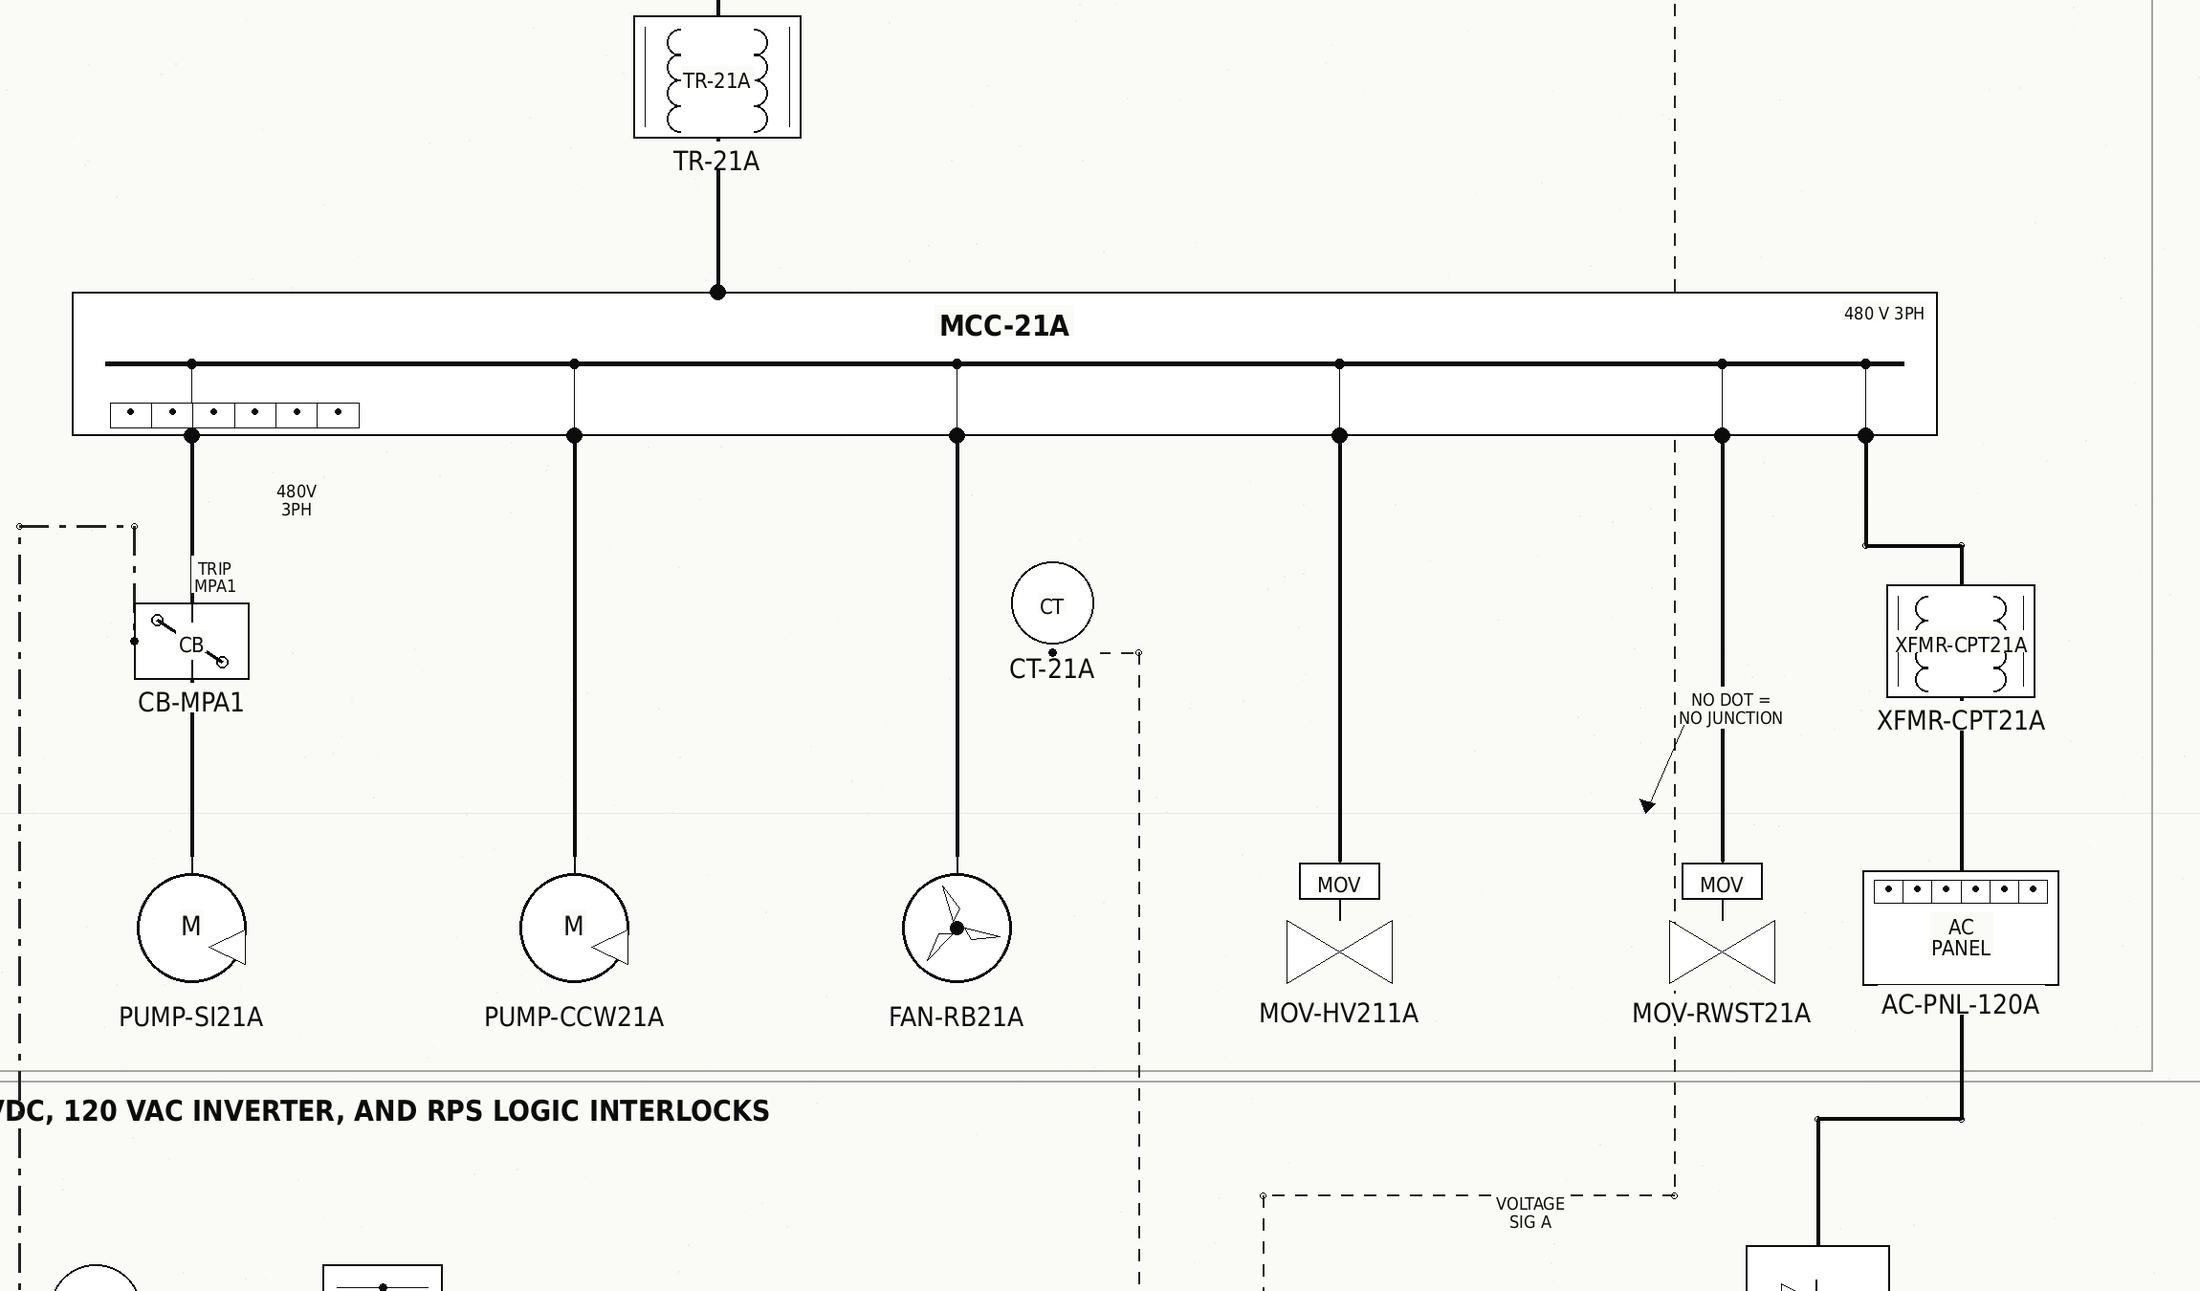 TR-21A
TR-21A
MCC-21A
480 V 3PH
480V
3PH
TRIP
MPA1
CB
CB-MPA1
CT
CT-21A
XFMR-CPT21A
XFMR-CPT21A
NO DOT =
NO JUNCTION
MOV
MOV
M
M
AC
PANEL
PUMP-SI21A
PUMP-CCW21A
FAN-RB21A
MOV-HV211A
MOV-RWST21A
AC-PNL-120A
VDC, 120 VAC INVERTER, AND RPS LOGIC INTERLOCKS
VOLTAGE
SIG A